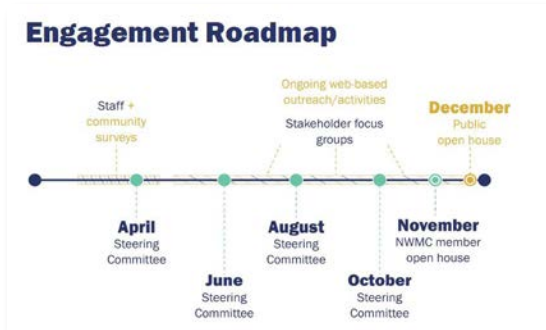 Engagement Roadmap
Staff +
community
surveys
Ongoing web-based
outreach/activities
Stakeholder focus
groups
December
Public
open house
April
Steering
Committee
June
Steering
Committee
August
Steering
Committee
October
Steering
Committee
November
NWMC member
open house